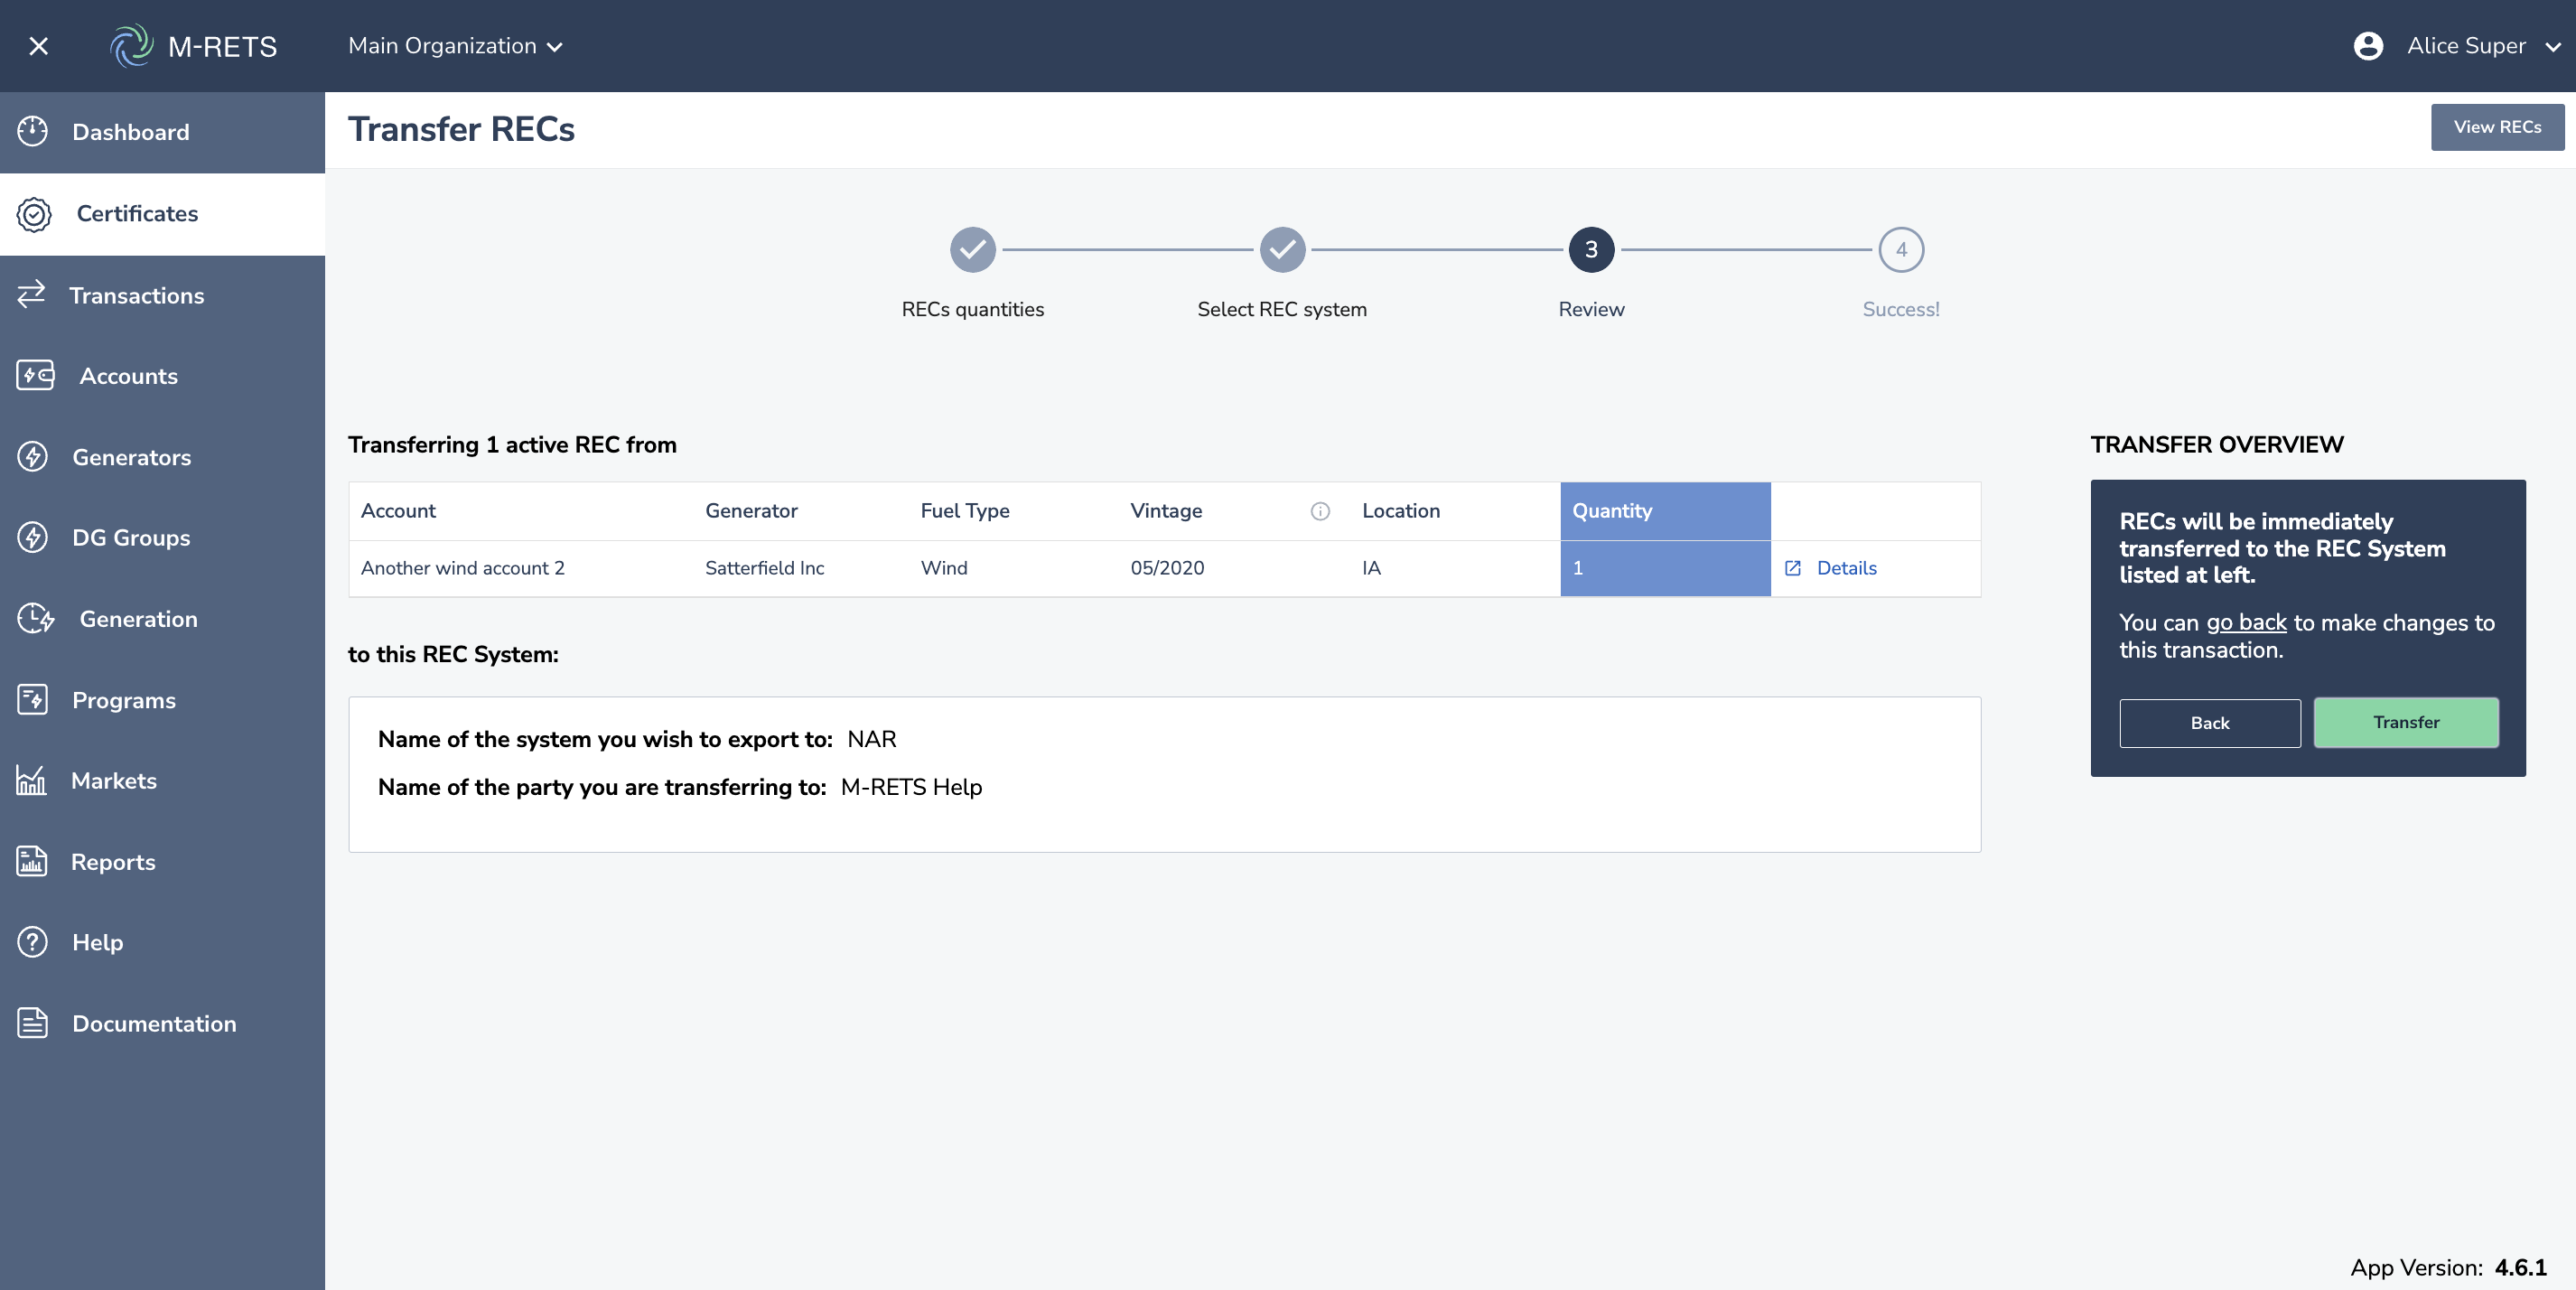 M-RETS
Main Organization
Alice Super
Dashboard
Certificates
Transactions
Accounts
Generators
DG Groups
Generation
Programs
Markets
Reports
Help
Documentation
Transfer RECs
View RECs
3
4
RECs quantities
Select REC system
Review
Success!
Transferring 1 active REC from
Account Generator Fuel Type Vintage Location Quantity
Another wind account 2 Satterfield Inc Wind 05/2020 IA 1 Details
to this REC System:
Name of the system you wish to export to: NAR
Name of the party you are transferring to: M-RETS Help
TRANSFER OVERVIEW
RECs will be immediately
transferred to the REC System
listed at left.
You can go back to make changes to
this transaction.
Back
Transfer
App Version: 4.6.1